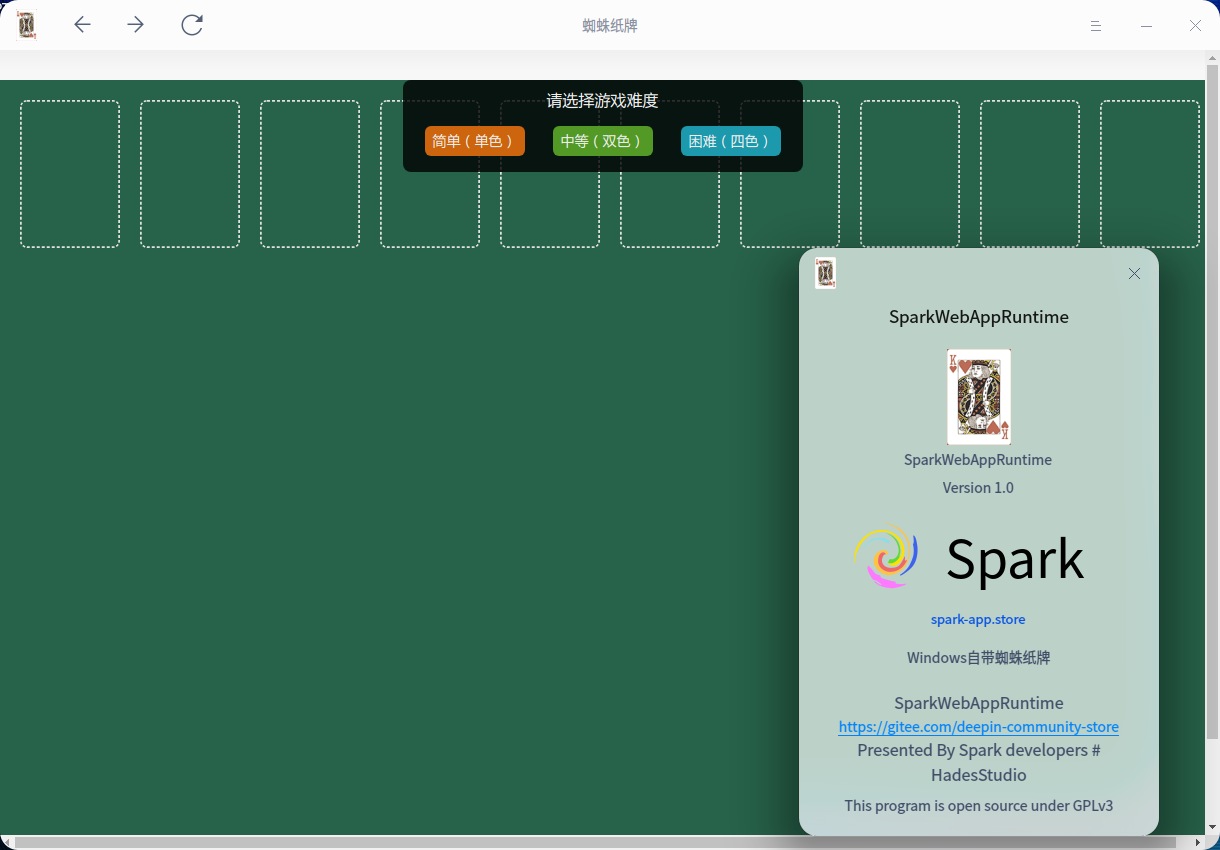 蜘蛛纸牌
请选择游戏难度
简单（单色）
中等（双色）
困难（四色）
SparkWebAppRuntime
K
K
SparkWebAppRuntime
Version 1.0
Spark
spark-app.store
Windows自带蜘蛛纸牌
SparkWebAppRuntime
https://gitee.com/deepin-community-store
Presented By Spark developers #
HadesStudio
This program is open source under GPLv3